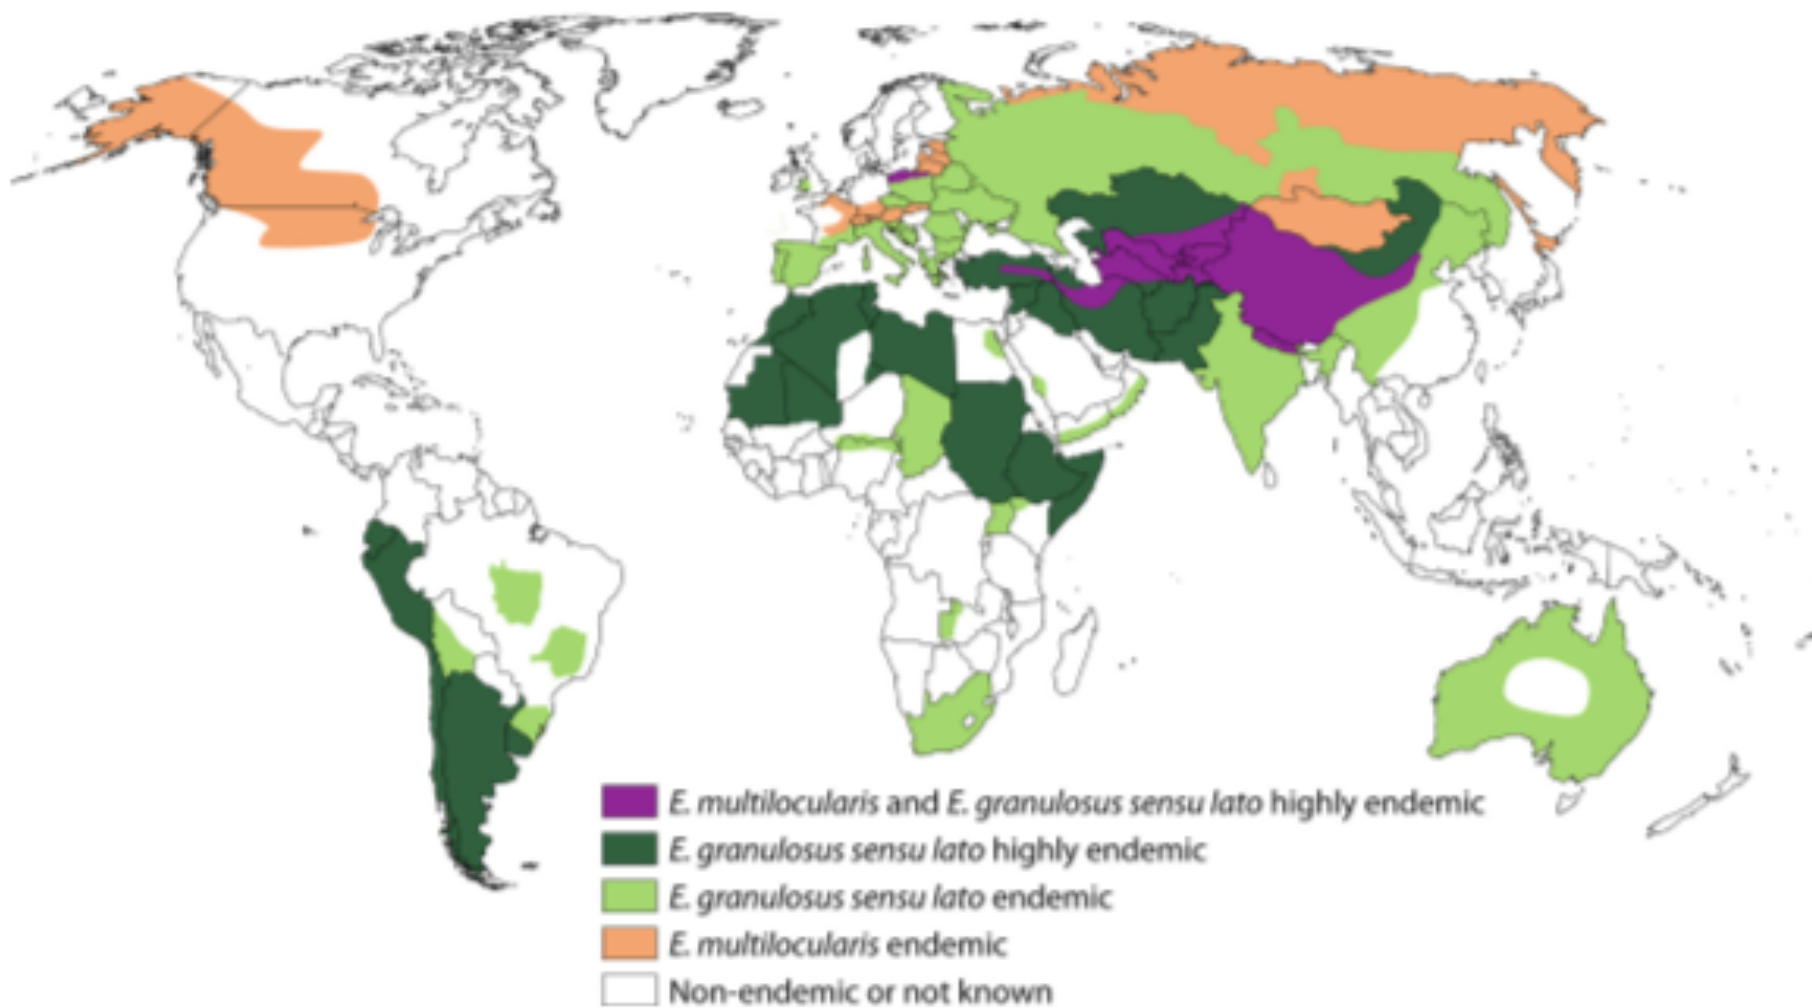 E. multilocularis and E. granulosus sensu lato highly endemic
E. granulosus sensu lato highly endemic
E. granulosus sensu lato endemic
E. multilocularis endemic
Non-endemic or not known